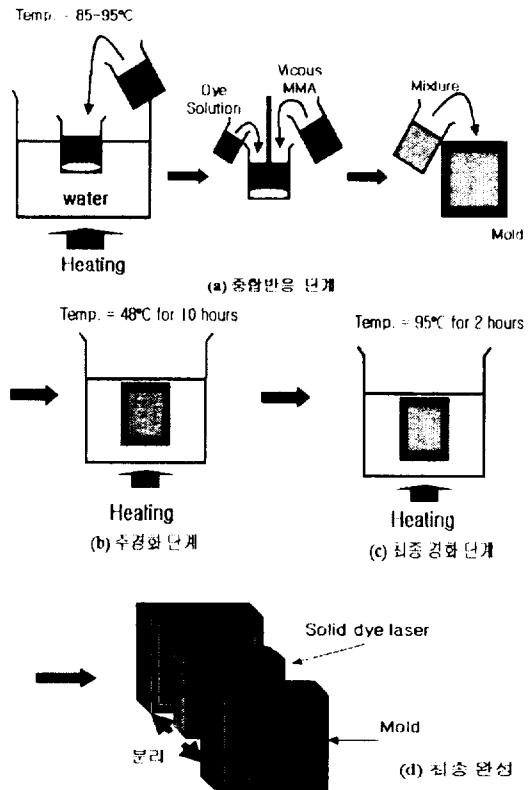 Temp. = 85-95℃
Dye
Solution
Vicous
MMA
Mixture
water
Mold
Heating
(a) 중합반응 단계
Temp. = 48℃ for 10 hours
Temp. = 95℃ for 2 hours
Heating
Heating
(b) 주경화 단계
(c) 최종 경화 단계
Solid dye laser
Mold
분리
(d) 최종 완성